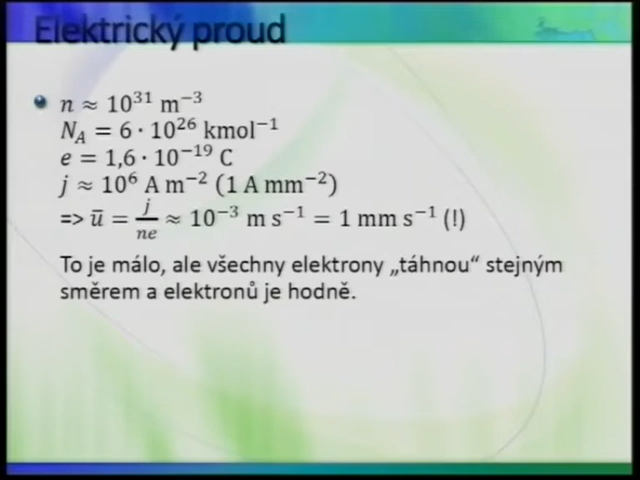 Elektrický proud
n ≈ 10³¹ m⁻³
N_A = 6 · 10²⁶ kmol⁻¹
e = 1,6 · 10⁻¹⁹ C
j ≈ 10⁶ A m⁻² (1 A mm⁻²)
=> ū = j/ne ≈ 10⁻³ m s⁻¹ = 1 mm s⁻¹ (!)
To je málo, ale všechny elektrony „táhnou“ stejným
směrem a elektronů je hodně.